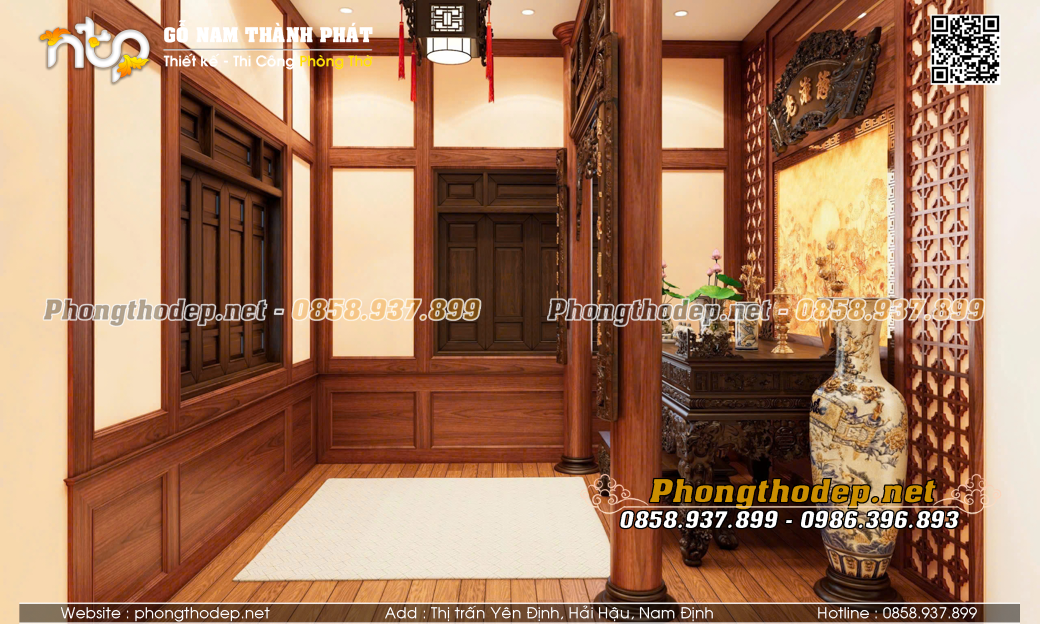 ntp GỖ NAM THÀNH PHÁT
Thiết kế - Thi Công Phòng Thờ
Phongthodep.net - 0858.937.899
Phongthodep.net - 0858.937.899
Phongthodep.net
0858.937.899 - 0986.396.893
Website : phongthodep.net
Add : Thị trấn Yên Định, Hải Hậu, Nam Định
Hotline : 0858.937.899